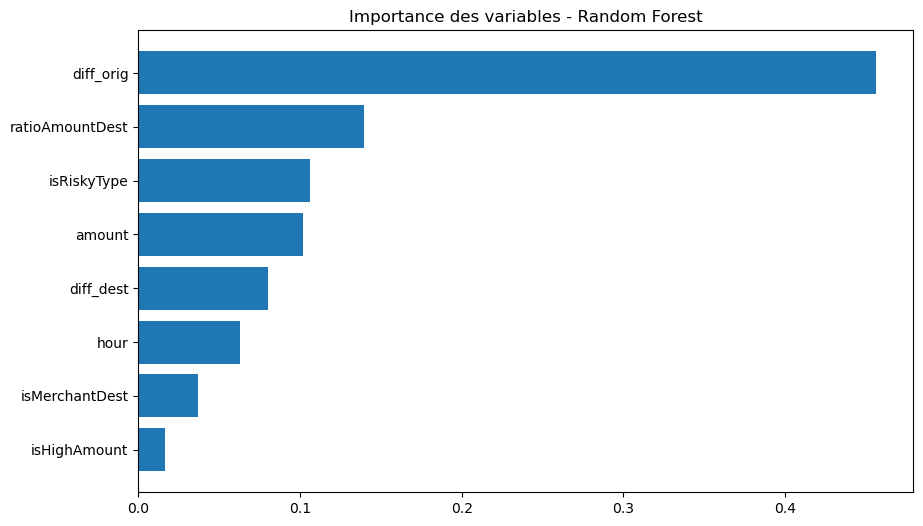 Importance des variables - Random Forest
diff_orig
ratioAmountDest
isRiskyType
amount
diff_dest
hour
isMerchantDest
isHighAmount
0.0 0.1 0.2 0.3 0.4